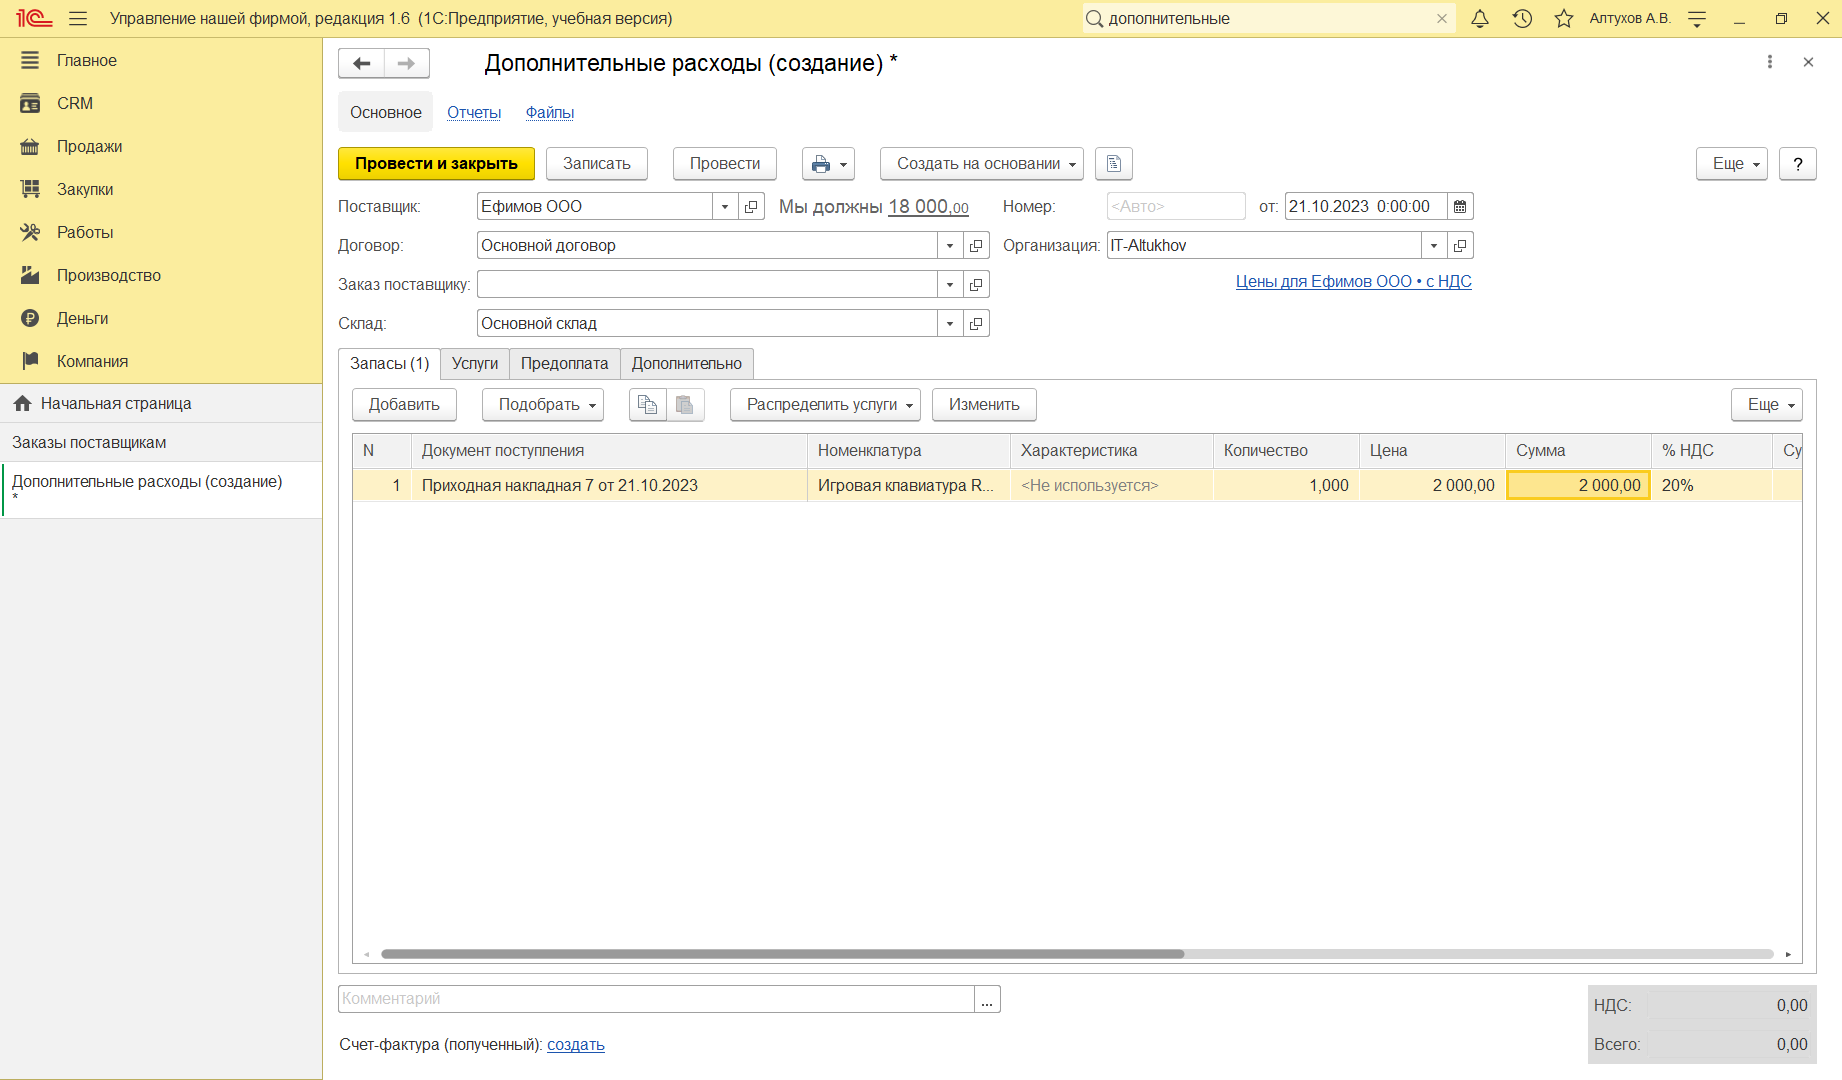 1С Управление нашей фирмой, редакция 1.6 (1С:Предприятие, учебная версия) дополнительные Алтухов А.В.
Главное
CRM
Продажи
Закупки
Работы
Производство
Деньги
Компания
Начальная страница
Заказы поставщикам
Дополнительные расходы (создание)
*
Дополнительные расходы (создание) *
Основное Отчеты Файлы
Провести и закрыть Записать Провести Создать на основании Еще ?
Поставщик: Ефимов ООО Мы должны 18 000,00 Номер: <Авто> от: 21.10.2023 0:00:00
Договор: Основной договор Организация: IT-Altukhov
Заказ поставщику: Цены для Ефимов ООО • с НДС
Склад: Основной склад
Запасы (1) Услуги Предоплата Дополнительно
Добавить Подобрать Распределить услуги Изменить Еще
N Документ поступления Номенклатура Характеристика Количество Цена Сумма % НДС Су
1 Приходная накладная 7 от 21.10.2023 Игровая клавиатура R... <Не используется> 1,000 2 000,00 2 000,00 20%
Комментарий ...
НДС: 0,00
Счет-фактура (полученный): создать
Всего: 0,00